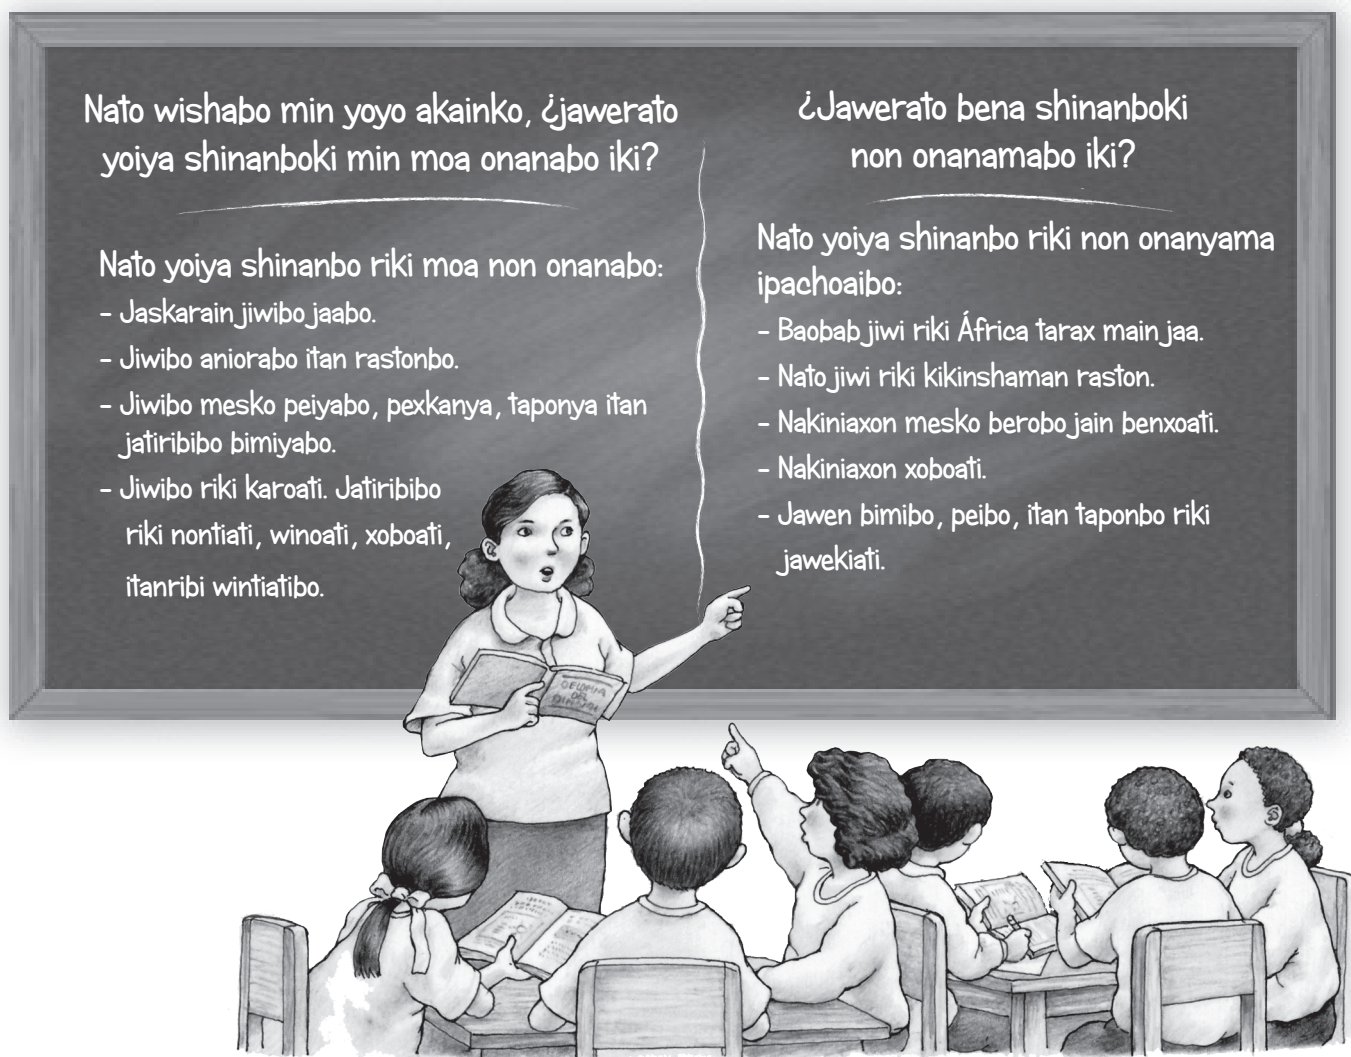 Nato wishabo min yoyo akainko, ¿jawerato
yoiya shinanboki min moa onanabo iki?
Nato yoiya shinanbo riki moa non onanabo:
- Jaskarain jiwibo jaabo.
- Jiwibo aniorabo itan rastonbo.
- Jiwibo mesko peiyabo, pexkanya, taponya itan
jatiribibo bimiyabo.
- Jiwibo riki karoati. Jatiribibo
riki nontiati, winoati, xoboati,
itanribi wintiatibo.
¿Jawerato bena shinanboki
non onanamabo iki?
Nato yoiya shinanbo riki non onanyama
ipachoaibo:
- Baobab jiwi riki África tarax main jaa.
- Nato jiwi riki kikinshaman raston.
- Nakiniaxon mesko berobo jain benxoati.
- Nakiniaxon xoboati.
- Jawen bimibo, peibo, itan taponbo riki
jawekiati.